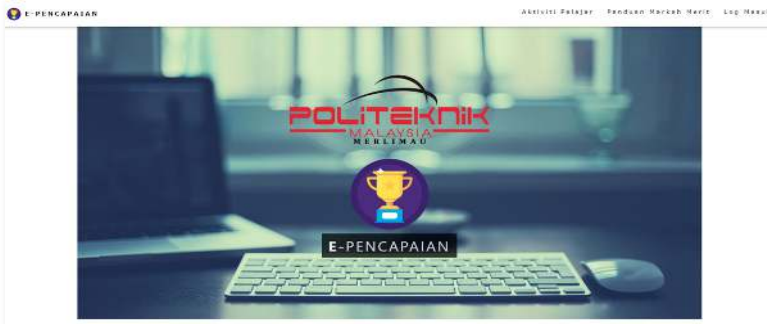 E-PENCAPAIAN
Aktiviti Pelajar Panduan Markah Merit Log Masuk
POLITEKNIK
MALAYSIA
MERLIMAU
E-PENCAPAIAN